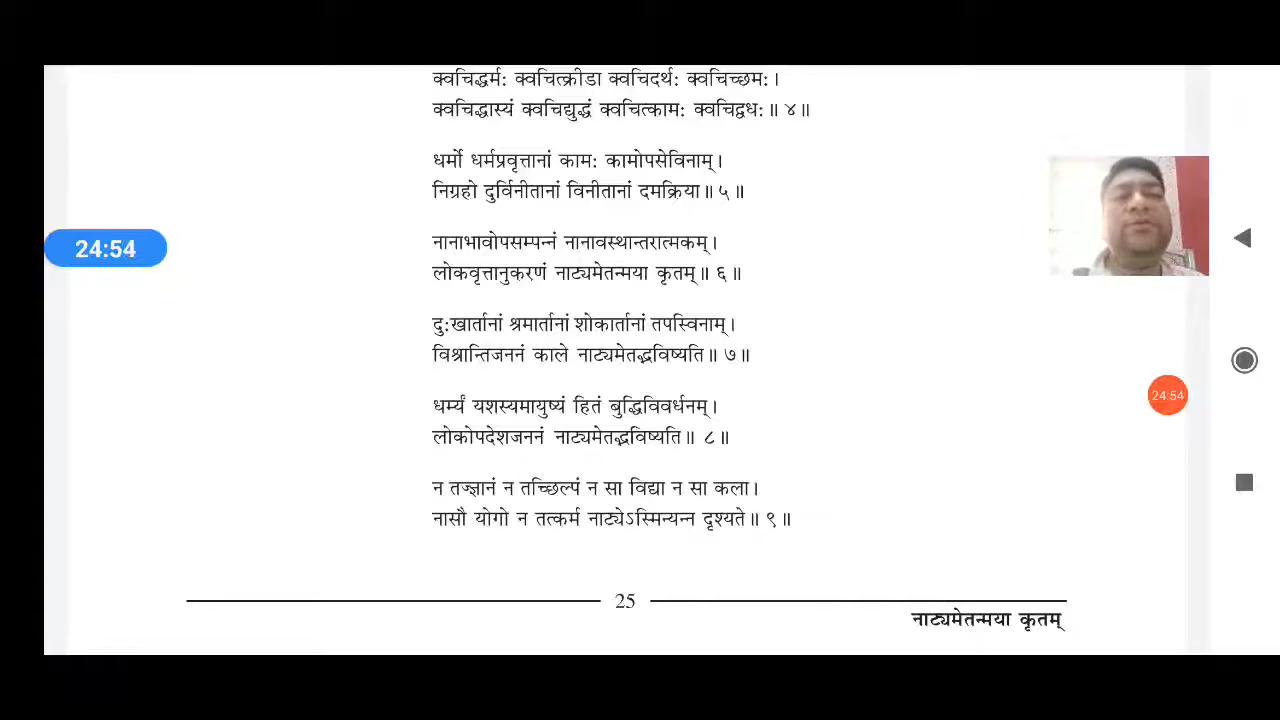 क्वचिद्धर्मः क्वचित्क्रीडा क्वचिदर्थः क्वचिच्छमः।
क्वचिद्धास्यं क्वचिद्युद्धं क्वचित्कामः क्वचिद्वधः॥ ४॥
धर्मो धर्मप्रवृत्तानां कामः कामोपसेविनाम्।
निग्रहो दुर्विनीतानां विनीतानां दमक्रिया॥ ५॥
24:54
नानाभावोपसम्पन्नं नानावस्थान्तरात्मकम्।
लोकवृत्तानुकरणं नाट्यमेतन्मया कृतम्॥ ६॥
दुःखार्तानां श्रमार्तानां शोकार्तानां तपस्विनाम्।
विश्रान्तिजननं काले नाट्यमेतद्भविष्यति॥ ७॥
24:54
धर्म्यं यशस्यमायुष्यं हितं बुद्धिविवर्धनम्।
लोकोपदेशजननं नाट्यमेतद्भविष्यति॥ ८॥
न तज्ज्ञानं न तच्छिल्पं न सा विद्या न सा कला।
नासौ योगो न तत्कर्म नाट्येऽस्मिन्यन्न दृश्यते॥ ९॥
25
नाट्यमेतन्मया कृतम्